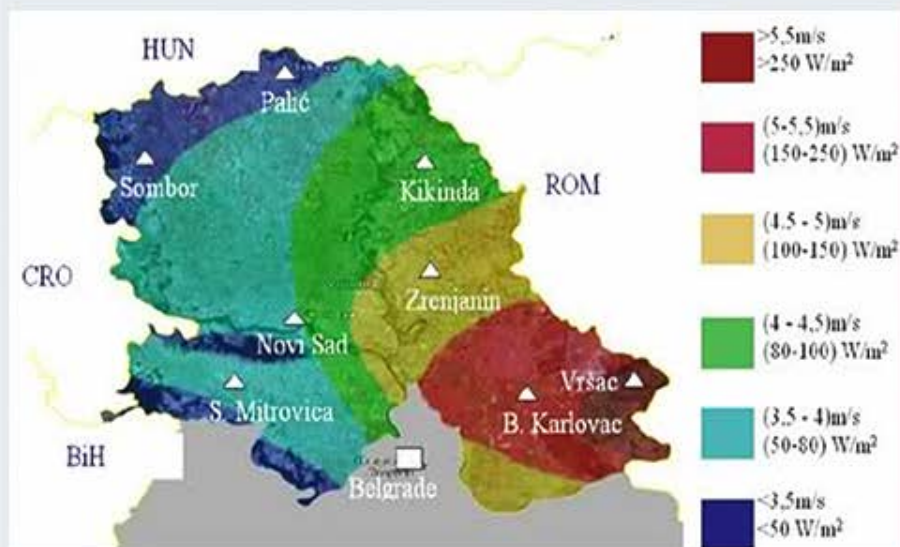 HUN
Palić
Sombor
Kikinda
ROM
CRO
Zrenjanin
Novi Sad
Vršac
S. Mitrovica
B. Karlovac
BiH
Belgrade
>5,5m/s
>250 W/m²
(5-5,5)m/s
(150-250) W/m²
(4.5 - 5)m/s
(100-150) W/m²
(4 - 4,5)m/s
(80-100) W/m²
(3.5 - 4)m/s
(50-80) W/m²
<3,5m/s
<50 W/m²